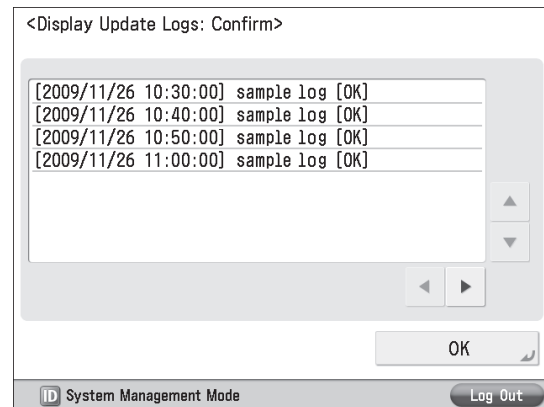 <Display Update Logs: Confirm>
[2009/11/26 10:30:00] sample log [OK]
[2009/11/26 10:40:00] sample log [OK]
[2009/11/26 10:50:00] sample log [OK]
[2009/11/26 11:00:00] sample log [OK]
OK
ID System Management Mode
Log Out